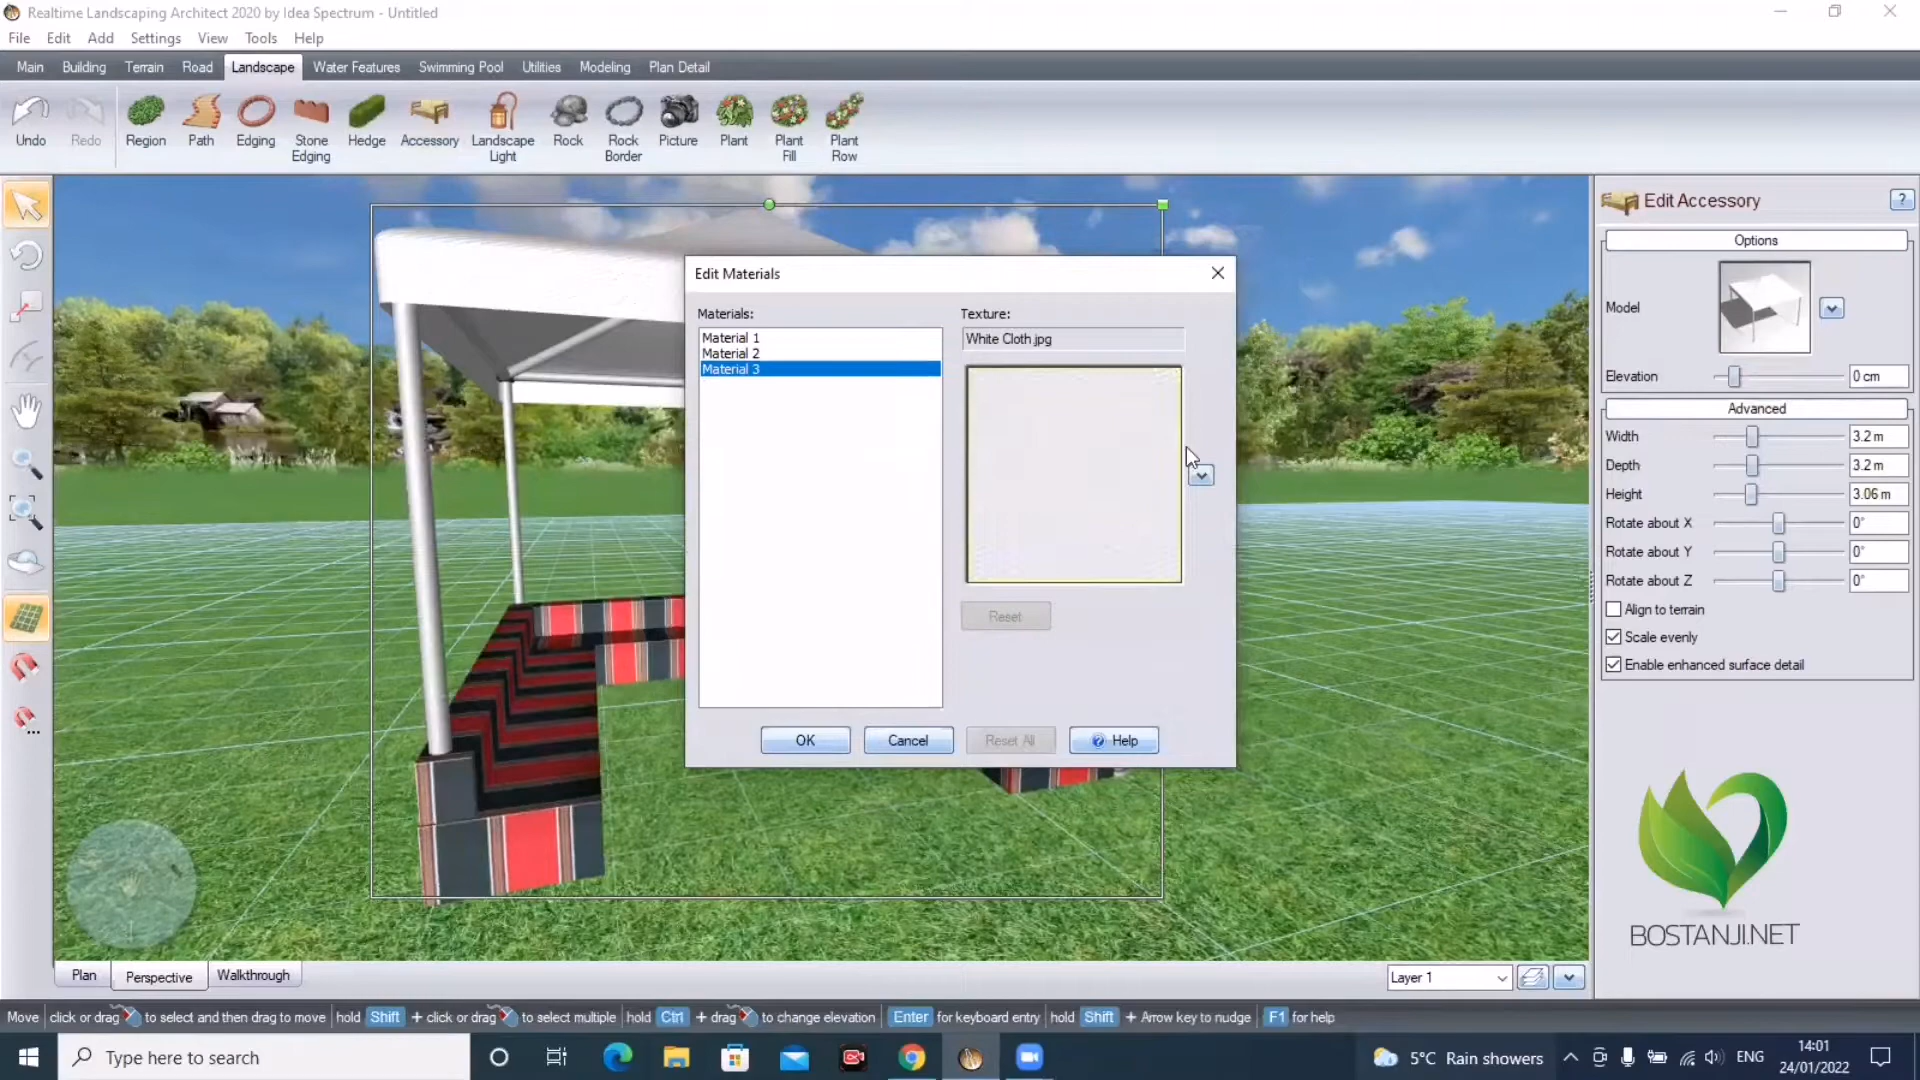 Realtime Landscaping Architect 2020 by Idea Spectrum - Untitled
File Edit Add Settings View Tools Help
Main Building Terrain Road Landscape Water Features Swimming Pool Utilities Modeling Plan Detail
Undo Redo Region Path Edging Stone Edging Hedge Accessory Landscape Light Rock Rock Border Picture Plant Plant Fill Plant Row
Edit Accessory ?
Options
Model
Elevation 0 cm
Advanced
Width 3.2 m
Depth 3.2 m
Height 3.06 m
Rotate about X 0°
Rotate about Y 0°
Rotate about Z 0°
Align to terrain
Scale evenly
Enable enhanced surface detail
Edit Materials
Materials: Texture:
Material 1
Material 2
Material 3
White Cloth.jpg
Reset
OK Cancel Reset All ? Help
BOSTANJI.NET
Plan Perspective Walkthrough
Layer 1
Move click or drag to select and then drag to move hold Shift + click or drag to select multiple hold Ctrl + drag to change elevation Enter for keyboard entry hold Shift + Arrow key to nudge F1 for help
Type here to search
5°C Rain showers
ENG
14:01
24/01/2022